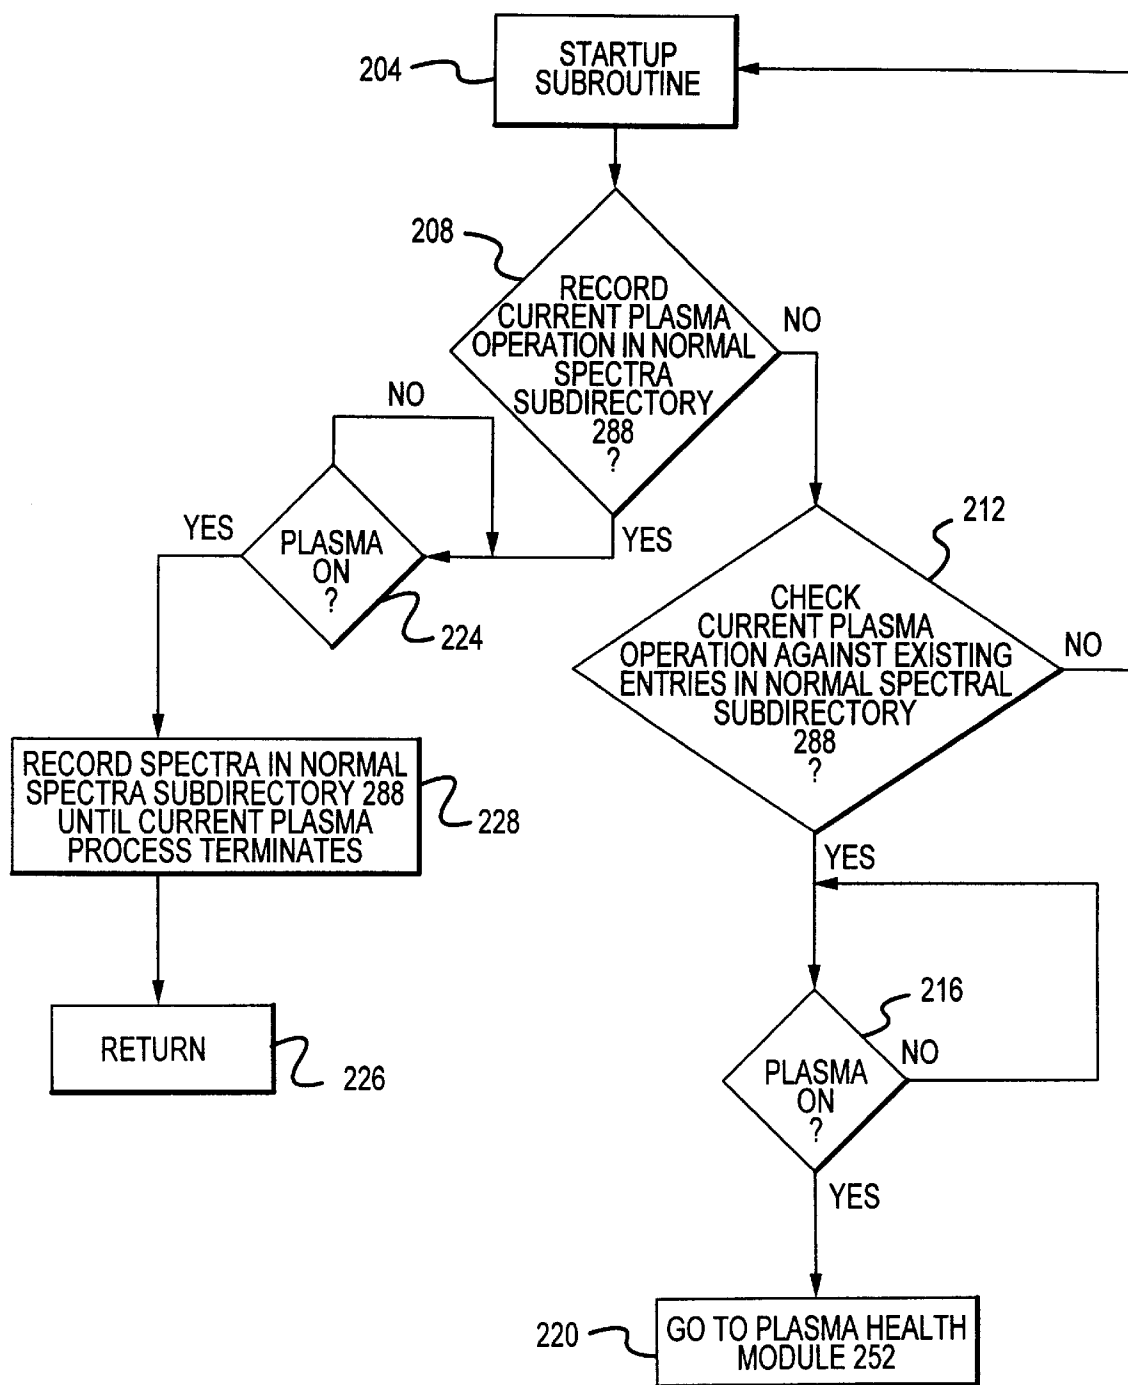 STARTUP
SUBROUTINE
204
208
RECORD
CURRENT PLASMA
OPERATION IN NORMAL
SPECTRA
SUBDIRECTORY
288
?
NO
NO
YES
YES
PLASMA
ON
?
224
212
CHECK
CURRENT PLASMA
OPERATION AGAINST EXISTING
ENTRIES IN NORMAL SPECTRAL
SUBDIRECTORY
288
?
NO
RECORD SPECTRA IN NORMAL
SPECTRA SUBDIRECTORY 288
UNTIL CURRENT PLASMA
PROCESS TERMINATES
228
YES
RETURN
226
216
PLASMA
ON
?
NO
YES
220
GO TO PLASMA HEALTH
MODULE 252